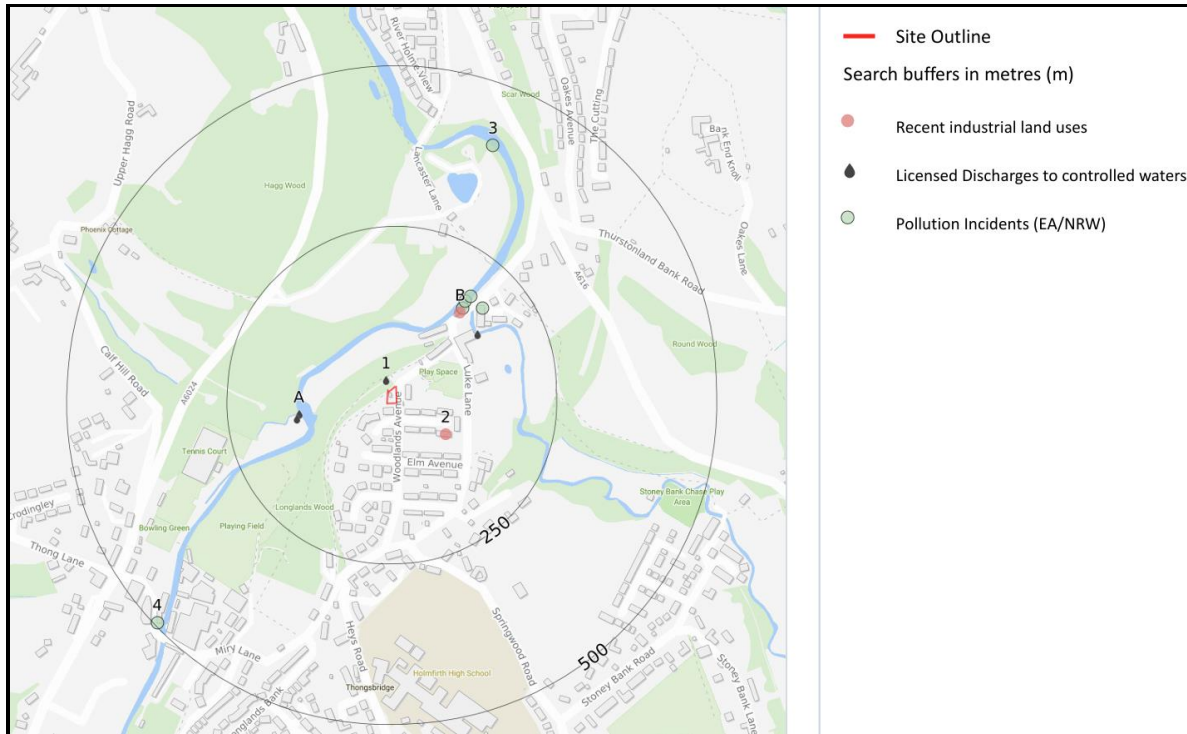 River Holme View
Scar Wood
Oakes Avenue
The Cutting
Bank End Knoll
Upper Hagg Road
3
Lancaster Lane
Hagg Wood
Phoenix Cottage
Thurstonland Bank Road
Oakes Lane
A616
B
Round Wood
Calf Hill Road
A6024
1
Play Space
Luke Lane
A
2
Woodlands Avenue
Tennis Court
Elm Avenue
Longlands Wood
Stoney Bank Chase Play
Area
rodingley
Bowling Green
Playing Field
250
Thong Lane
4
Miry Lane
Heys Road
Springwood Road
500
Stoney Bank Road
Stoney Bank Lane
Holmfirth High School
Thongsbridge
onglands Bank
Site Outline
Search buffers in metres (m)
Recent industrial land uses
Licensed Discharges to controlled waters
Pollution Incidents (EA/NRW)